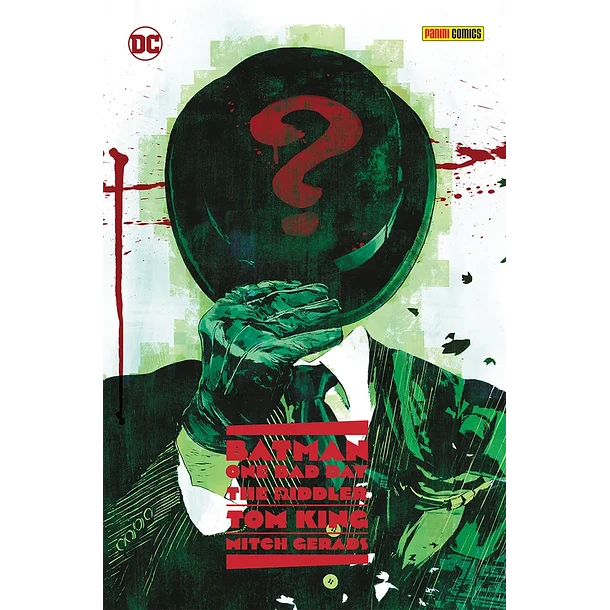 DC
PANINI COMICS
?
BATMAN
ONE BAD DAY
THE RIDDLER
TOM KING
MITCH GERADS